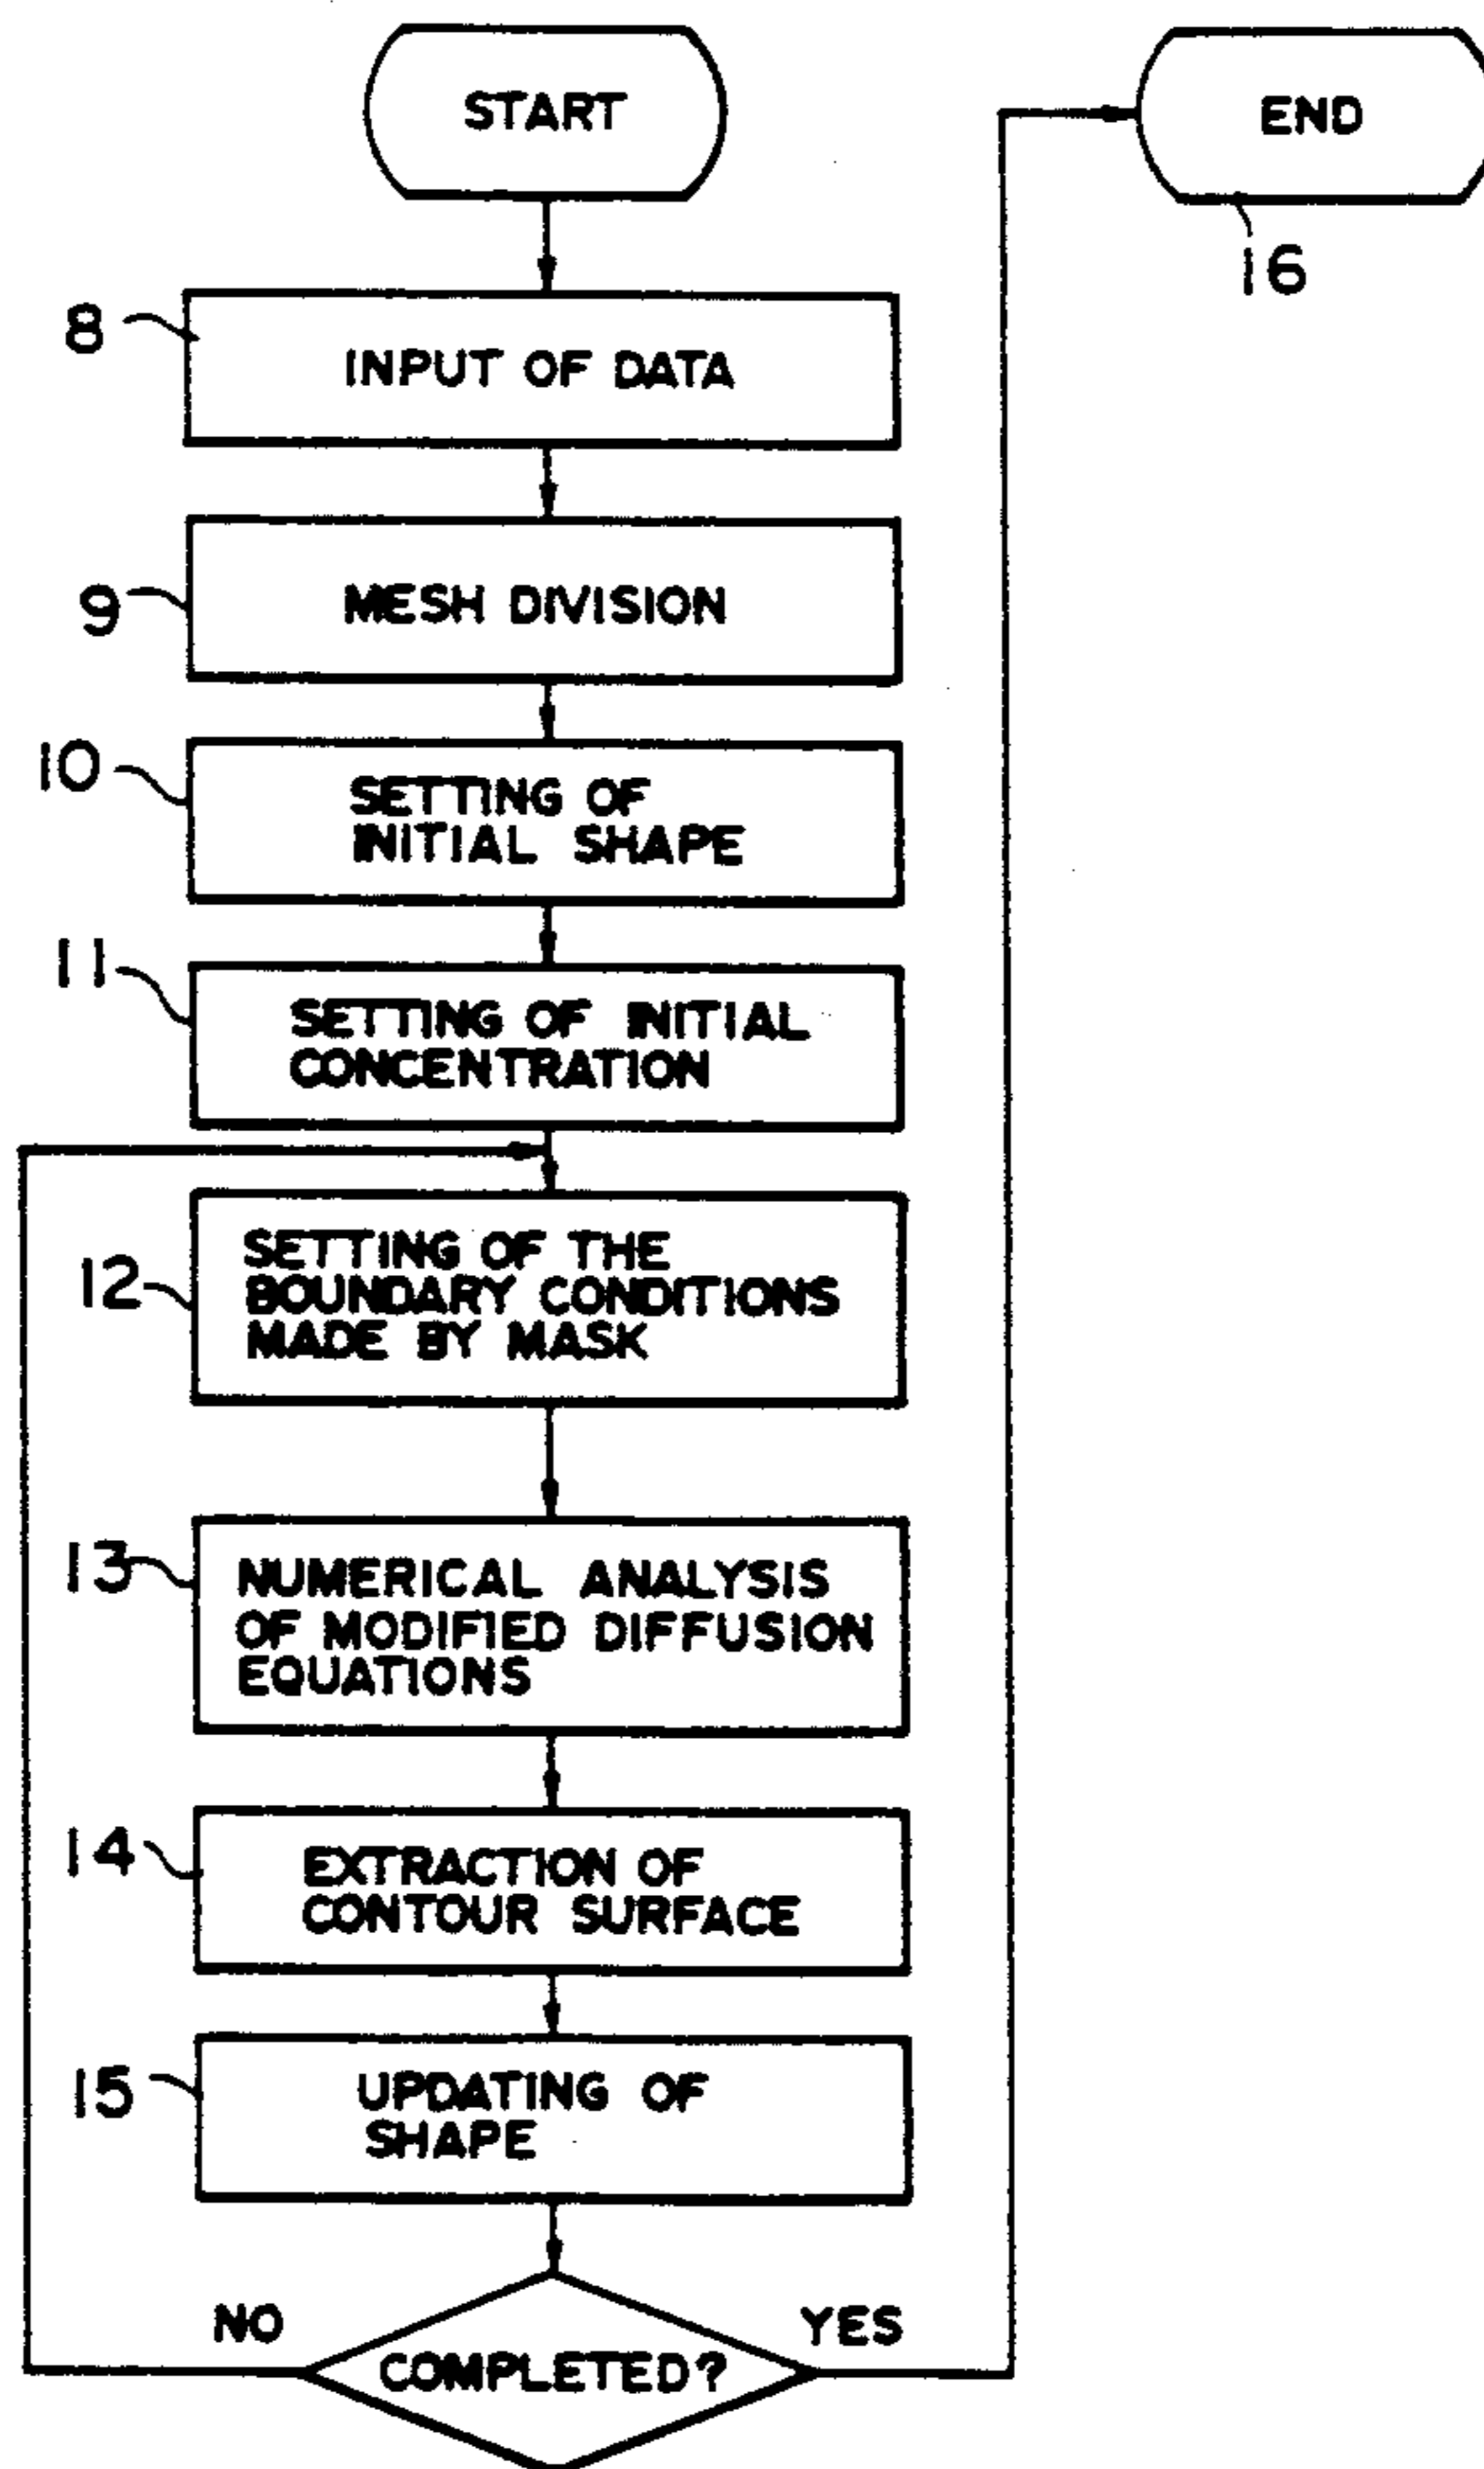 START
END
16
8
INPUT OF DATA
9
MESH DIVISION
10
SETTING OF
INITIAL SHAPE
11
SETTING OF INITIAL
CONCENTRATION
12
SETTING OF THE
BOUNDARY CONDITIONS
MADE BY MASK
13
NUMERICAL ANALYSIS
OF MODIFIED DIFFUSION
EQUATIONS
14
EXTRACTION OF
CONTOUR SURFACE
15
UPDATING OF
SHAPE
NO
YES
COMPLETED?